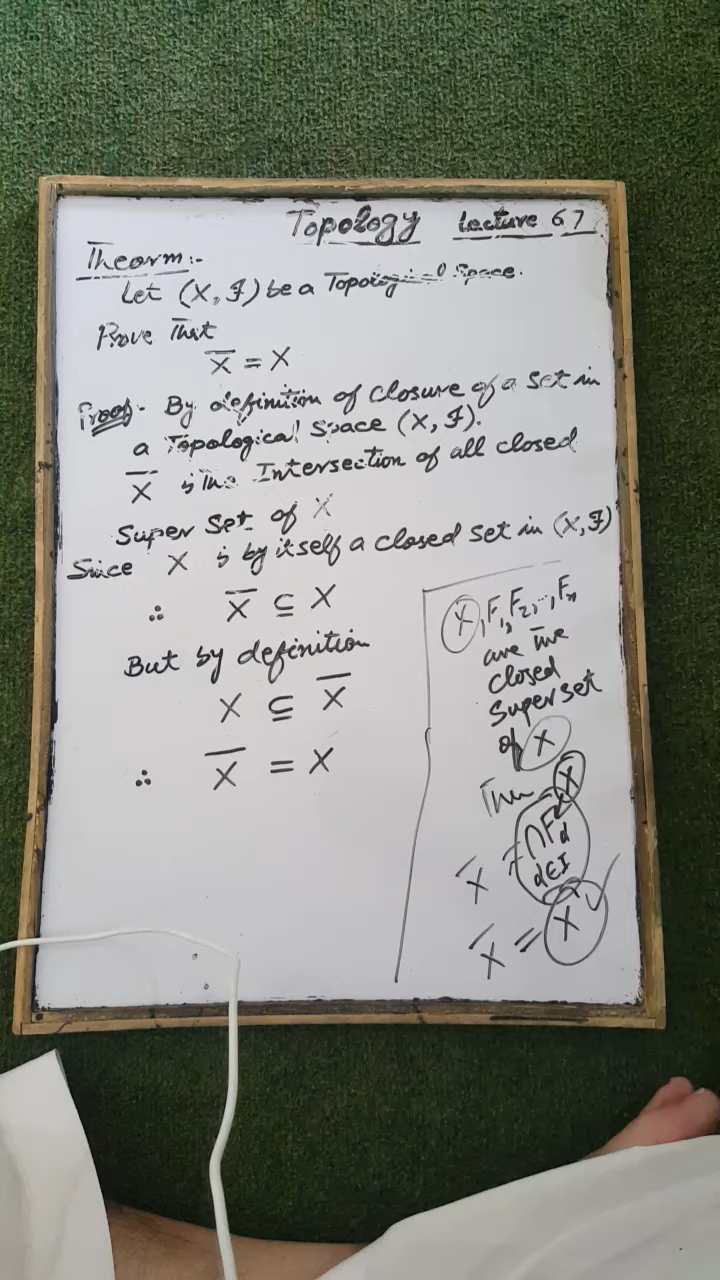 Topology Lecture 67
Theorm:-
Let (X, ℱ) be a Topological Space.
Prove That
X̅ = X
Proof:- By definition of closure of a set in
a Topological Space (X, ℱ).
X̅ is the Intersection of all closed
Super Set of X
Since X is by itself a closed set in (X, ℱ)
∴ X̅ ⊆ X
But by definition
X ⊆ X̅
∴ X̅ = X
X, F₁, F₂, ..., Fₙ
are the
closed
Superset
of X
Then X
X̅ = ∩ Fα
α∈I
X̅ = X ✓